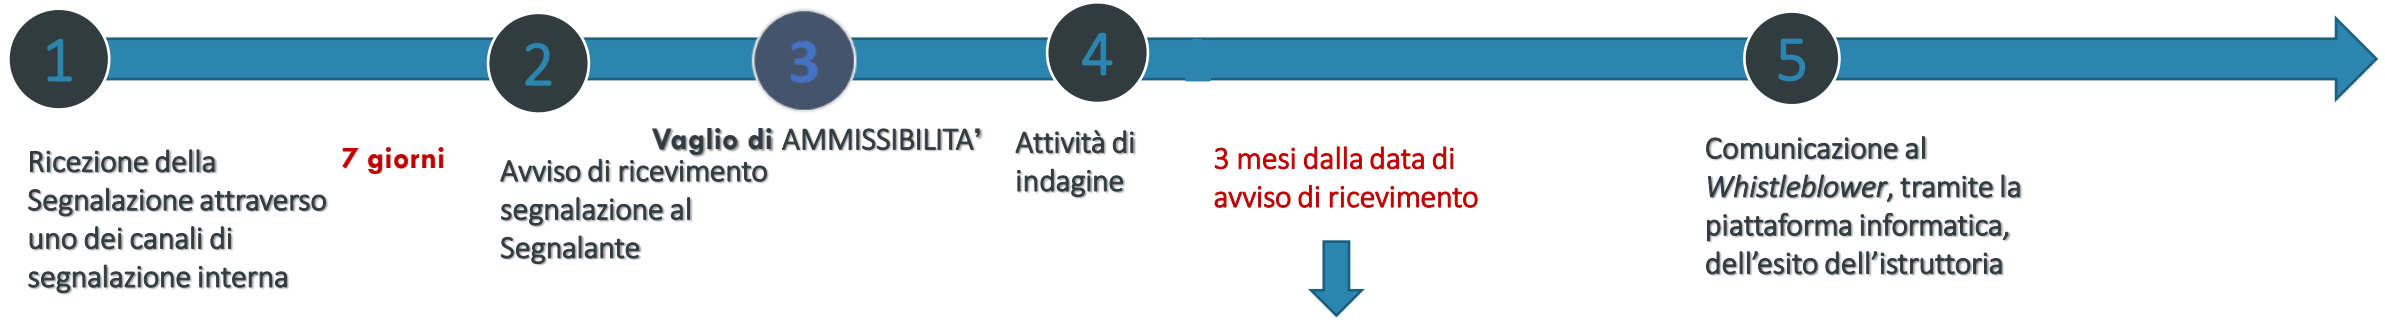 1
2
3
4
5
Ricezione della
Segnalazione attraverso
uno dei canali di
segnalazione interna
7 giorni
Avviso di ricevimento
segnalazione al
Segnalante
Vaglio di AMMISSIBILITA’
Attività di
indagine
3 mesi dalla data di
avviso di ricevimento
Comunicazione al
Whistleblower, tramite la
piattaforma informatica,
dell’esito dell’istruttoria